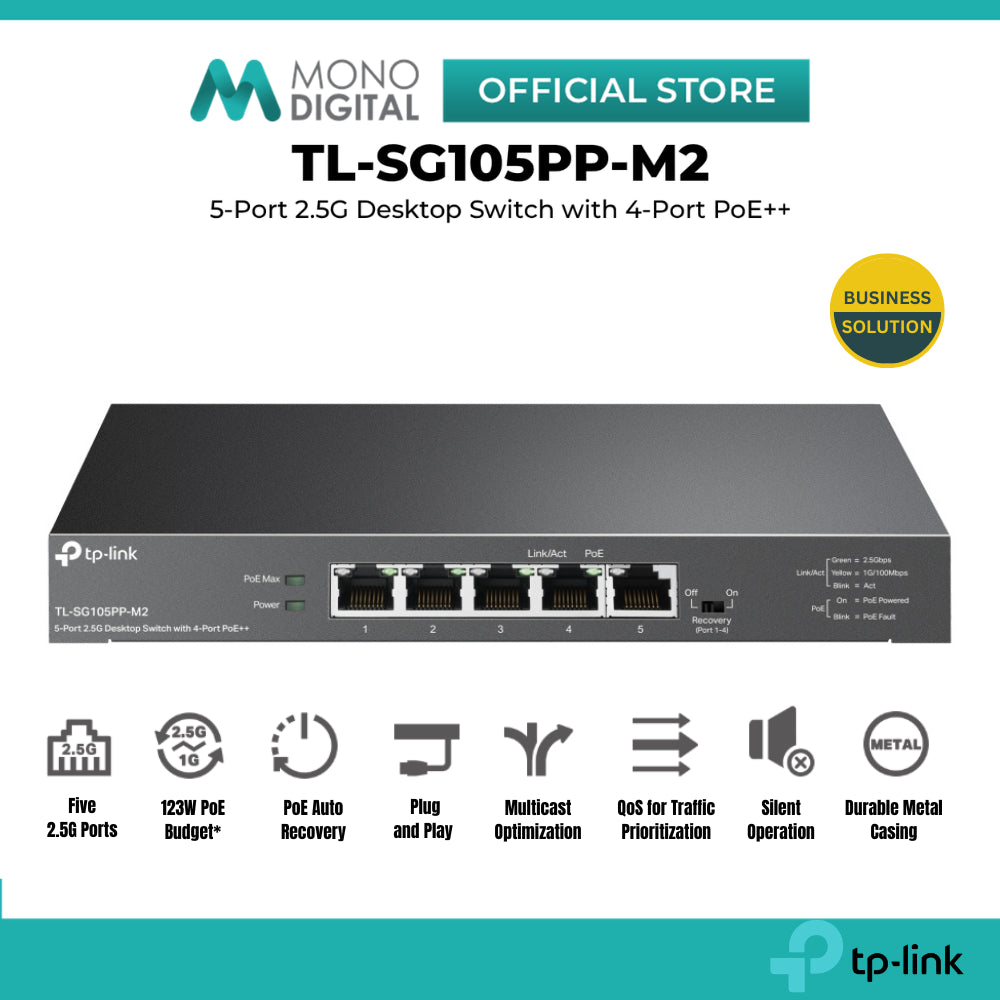 MONO
DIGITAL
OFFICIAL STORE
TL-SG105PP-M2
5-Port 2.5G Desktop Switch with 4-Port PoE++
BUSINESS
SOLUTION
tp-link
Link/Act PoE
PoE Max
Power
TL-SG105PP-M2
5-Port 2.5G Desktop Switch with 4-Port PoE++
1 2 3 4 5
Off On
Recovery
(Port 1-4)
Link/Act
Green = 2.5Gbps
Yellow = 1G/100Mbps
Blink = Act
PoE
On = PoE Powered
Blink = PoE Fault
2.5G
Five
2.5G Ports
2.5G
1G
123W PoE
Budget*
PoE Auto
Recovery
Plug
and Play
Multicast
Optimization
QoS for Traffic
Prioritization
Silent
Operation
METAL
Durable Metal
Casing
tp-link